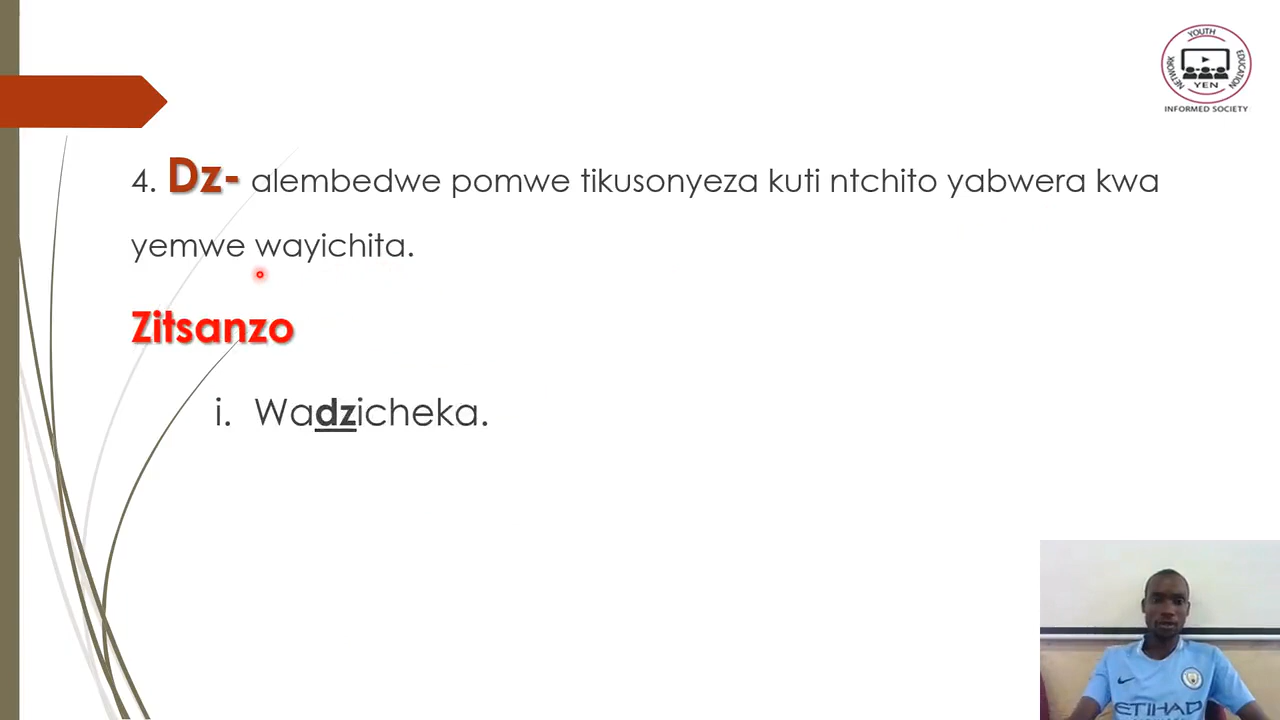 YOUTH
EDUCATION
NETWORK
YEN
INFORMED SOCIETY
4. Dz- alembedwe pomwe tikusonyeza kuti ntchito yabwera kwa
yemwe wayichita.
Zitsanzo
i. Wadzicheka.
ETIHAD